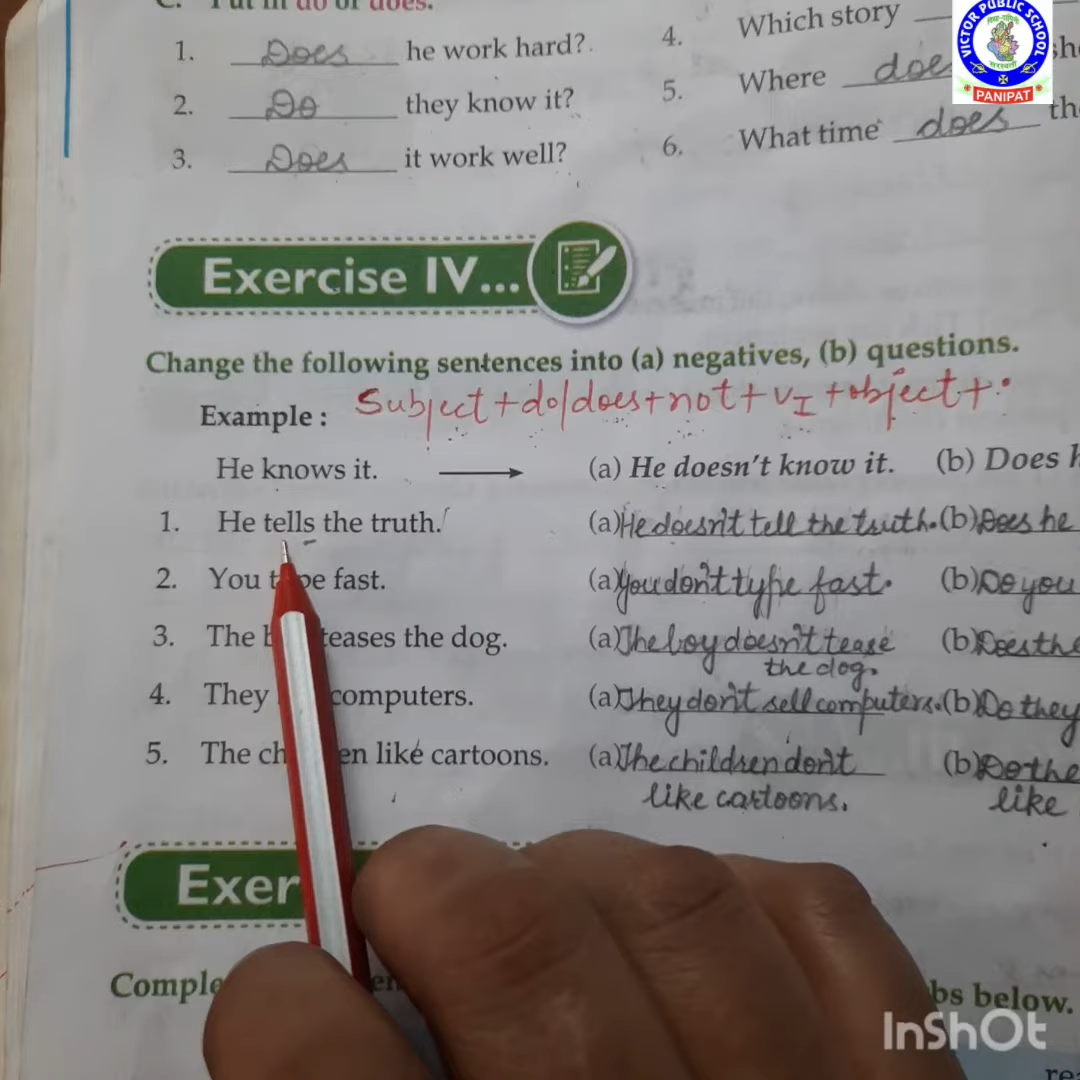 C. Put in do or does.
1. Does he work hard?
2. Do they know it?
3. Does it work well?
4. Which story
5. Where does
6. What time does
VICTOR PUBLIC SCHOOL
PANIPAT
Exercise IV...
Change the following sentences into (a) negatives, (b) questions.
Subject + do/does + not + vI + object + .
Example :
He knows it. (a) He doesn't know it. (b) Does
1. He tells the truth. (a) He doesn't tell the truth. (b) Does he
2. You type fast. (a) You don't type fast. (b) Do you
3. The teases the dog. (a) The boy doesn't tease the dog. (b) Does the
4. They computers. (a) They don't sell computers. (b) Do they
5. The like cartoons. (a) The children don't like cartoons. (b) Do the like
Exer
bs below.
InShOt